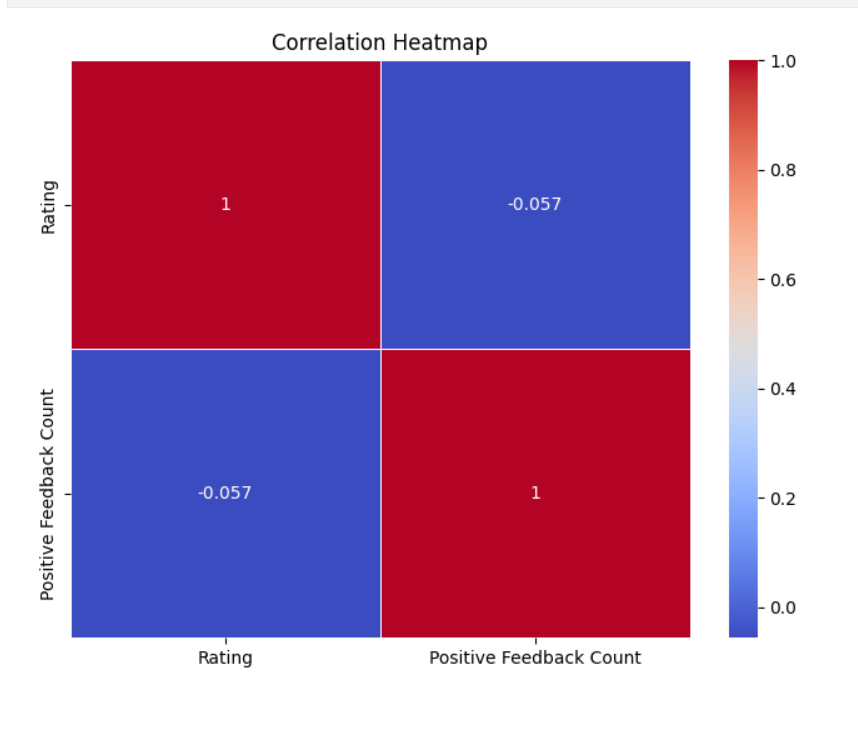 Correlation Heatmap
1.0
0.8
0.6
0.4
0.2
0.0
Rating
1
-0.057
Positive Feedback Count
-0.057
1
Rating
Positive Feedback Count